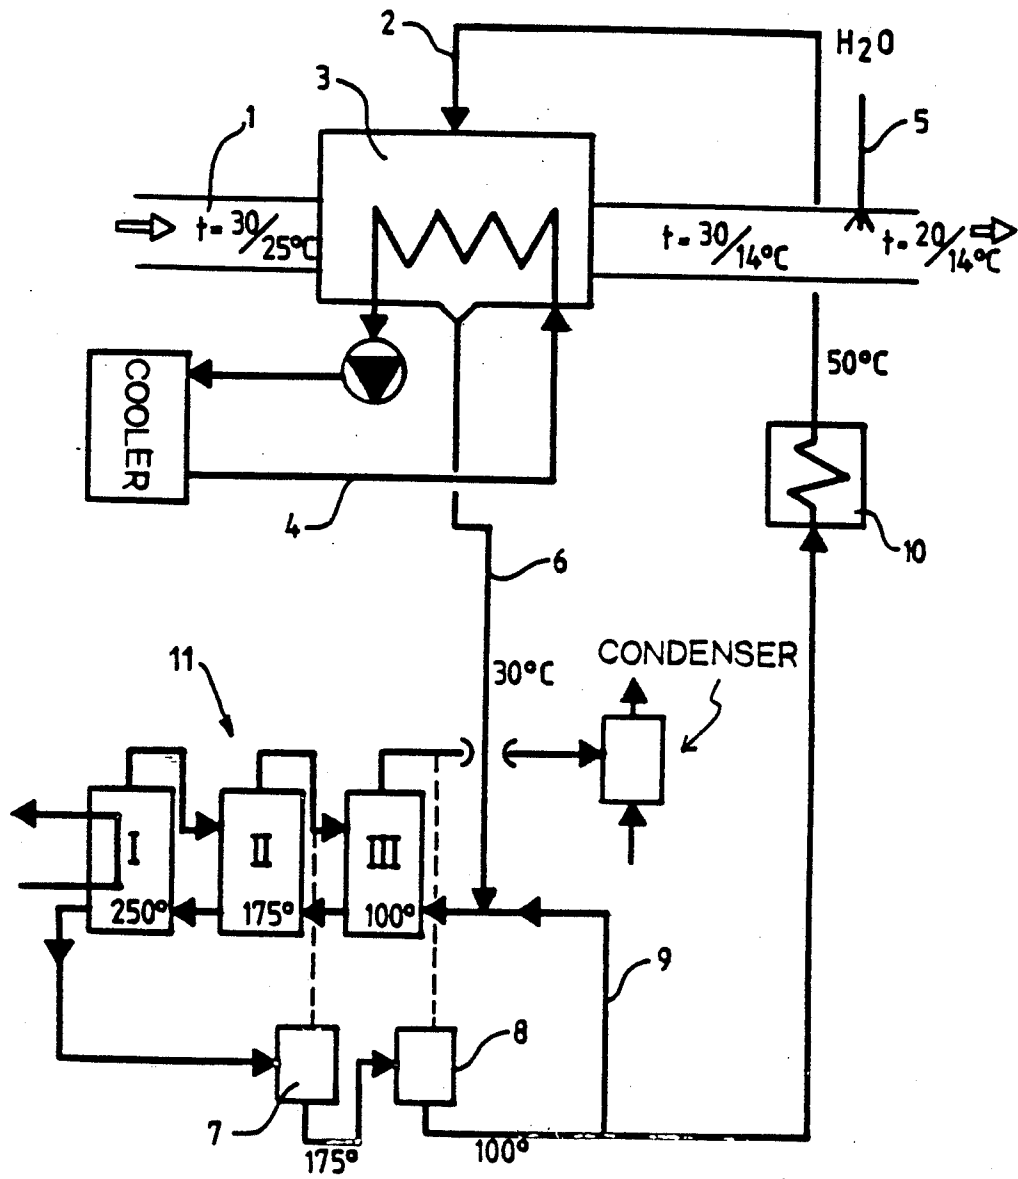 2
H2O
3
1
5
t= 30/25°C
t= 30/14°C
t= 20/14°C
50°C
COOLER
4
10
6
CONDENSER
11
30°C
I
II
III
250°
175°
100°
9
8
7
175°
100°